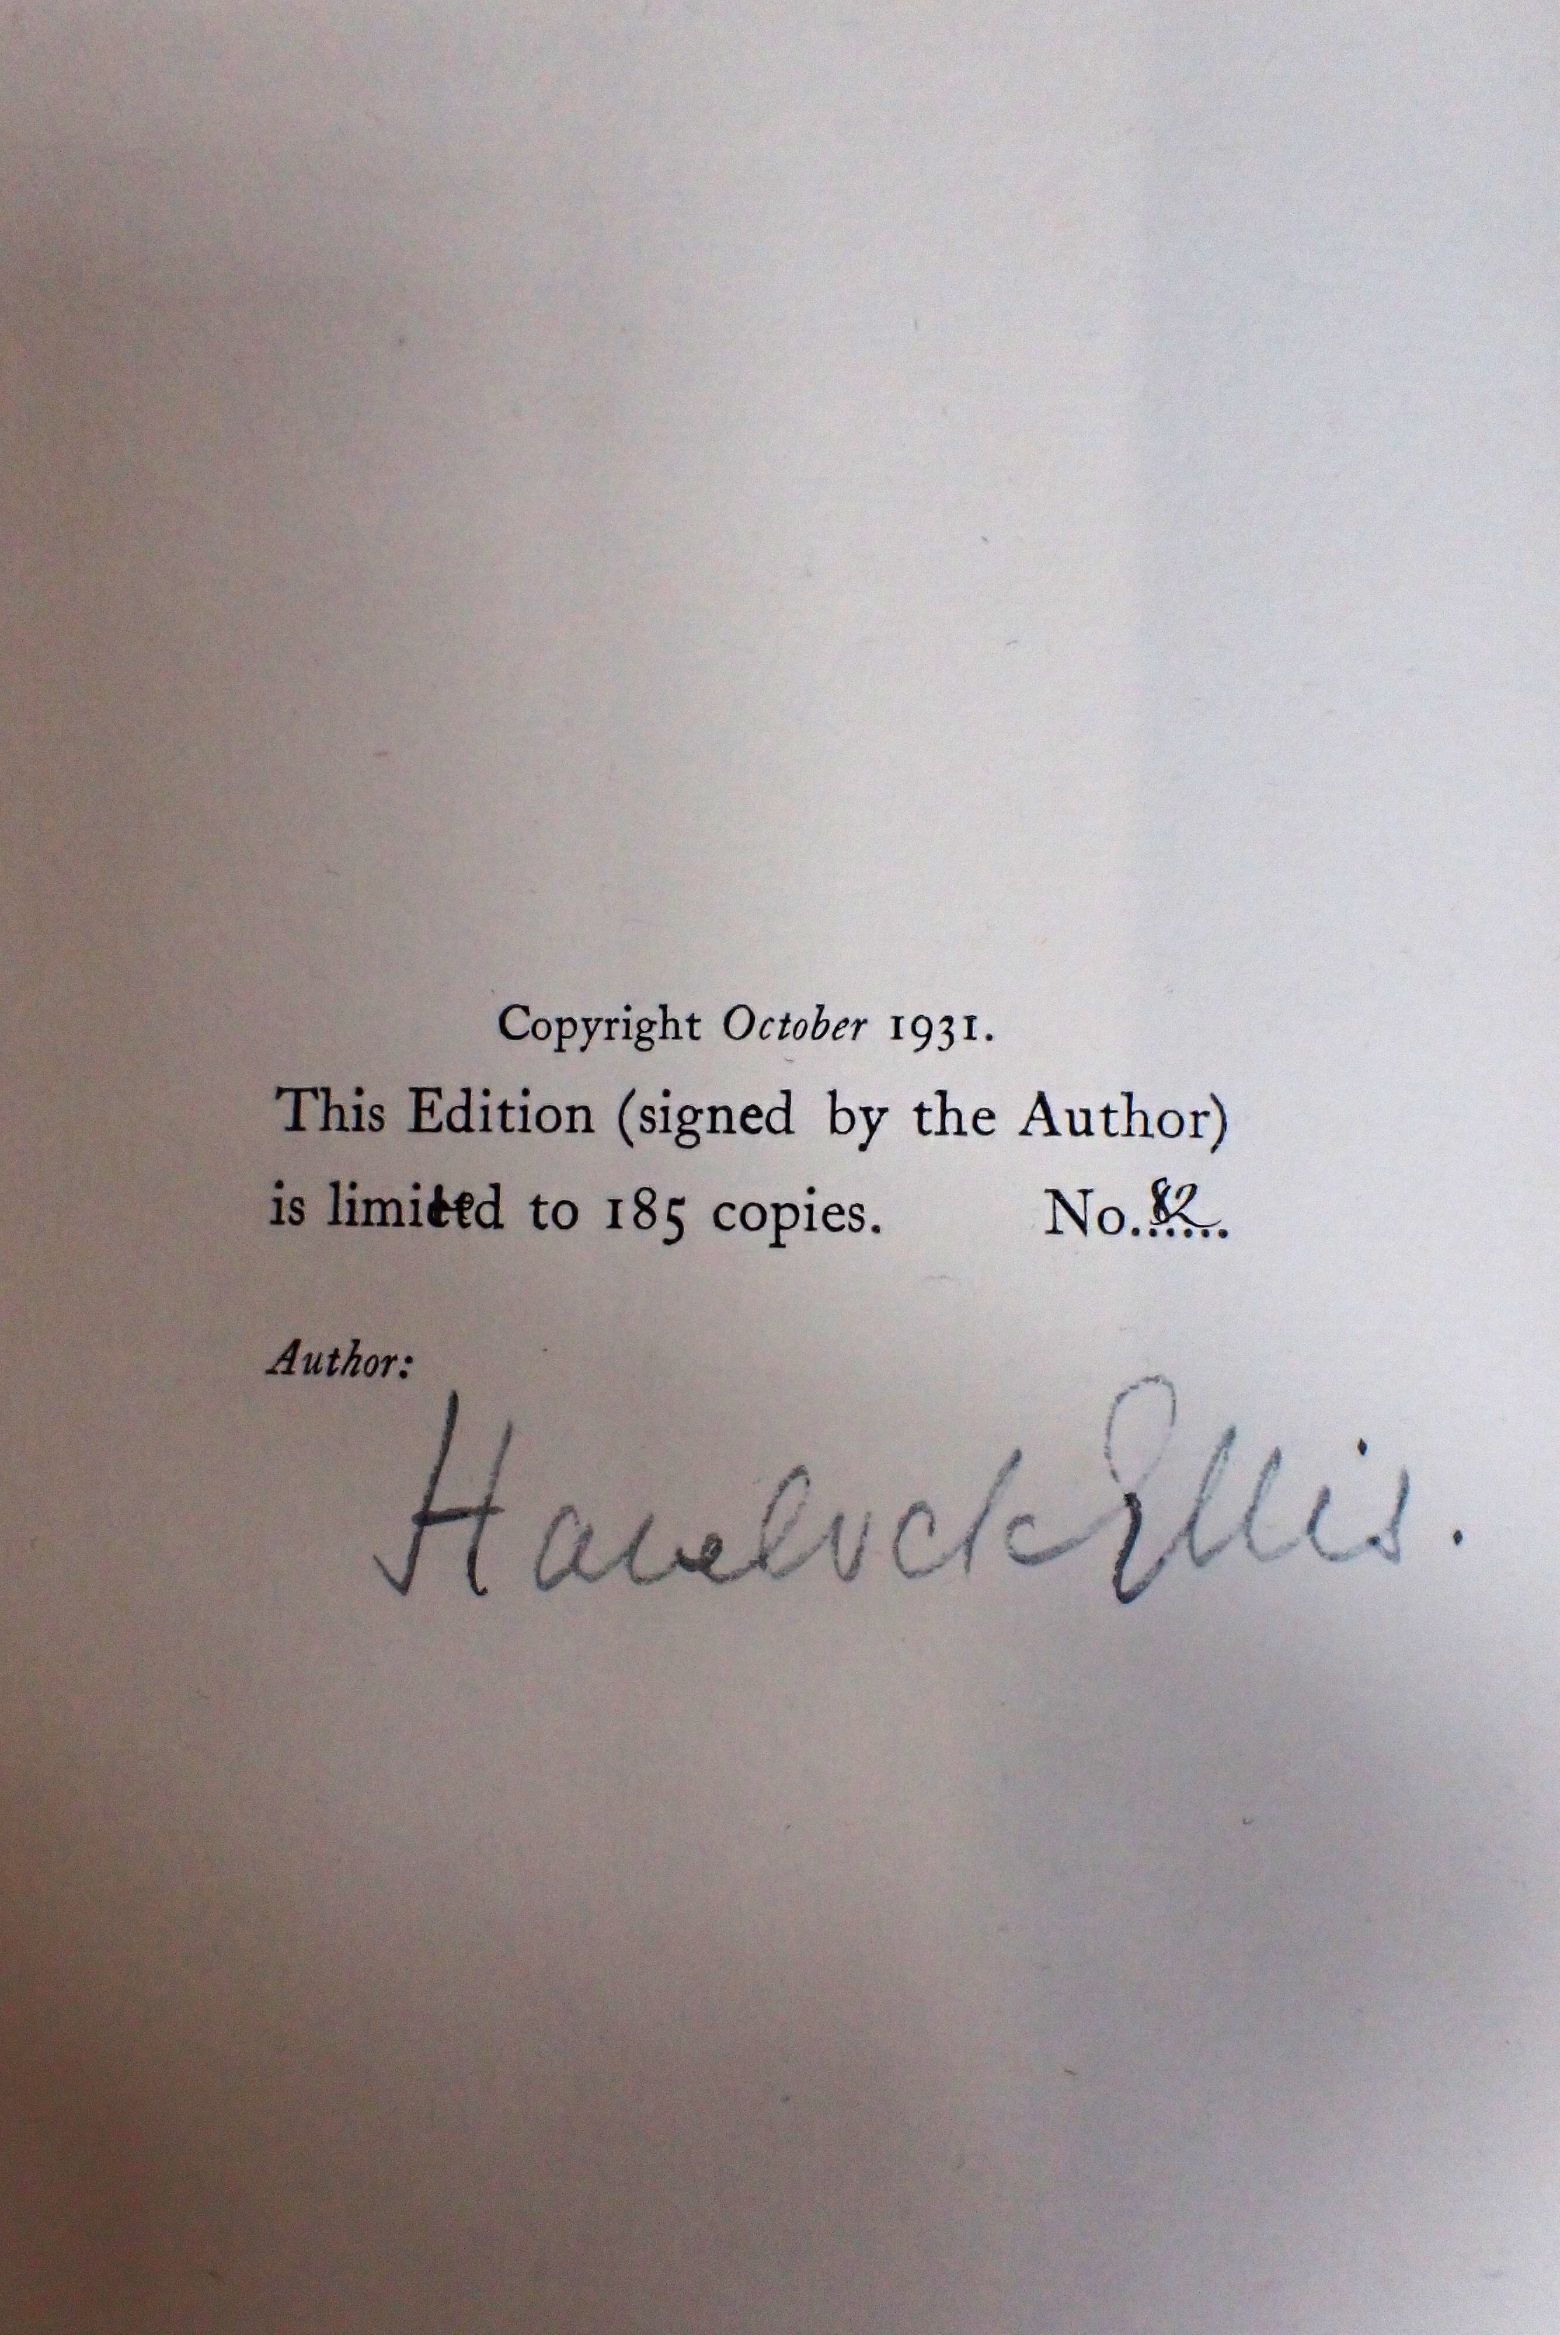 Copyright October 1931.
This Edition (signed by the Author)
is limited to 185 copies. No. 82
Author:
Havelock Ellis.